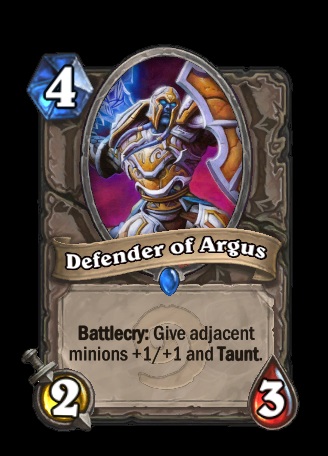 4
Defender of Argus
Battlecry: Give adjacent
minions +1/+1 and Taunt.
2
3